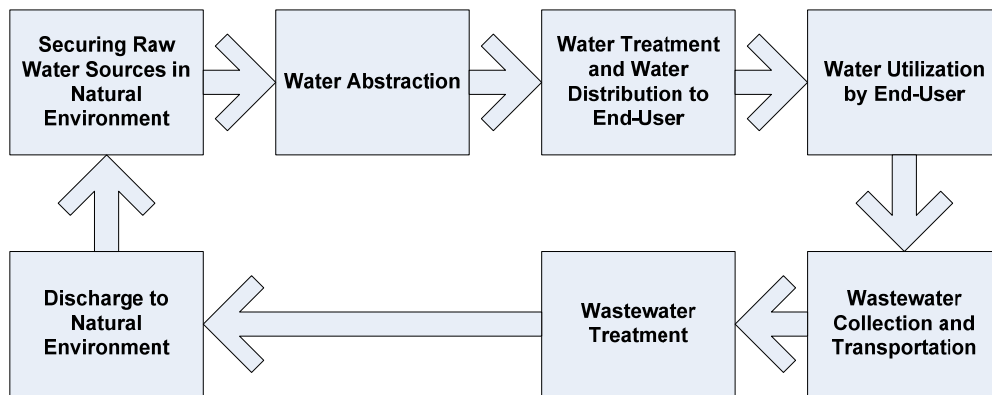 Securing Raw
Water Sources in
Natural
Environment
Water Abstraction
Water Treatment
and Water
Distribution to
End-User
Water Utilization
by End-User
Discharge to
Natural
Environment
Wastewater
Treatment
Wastewater
Collection and
Transportation